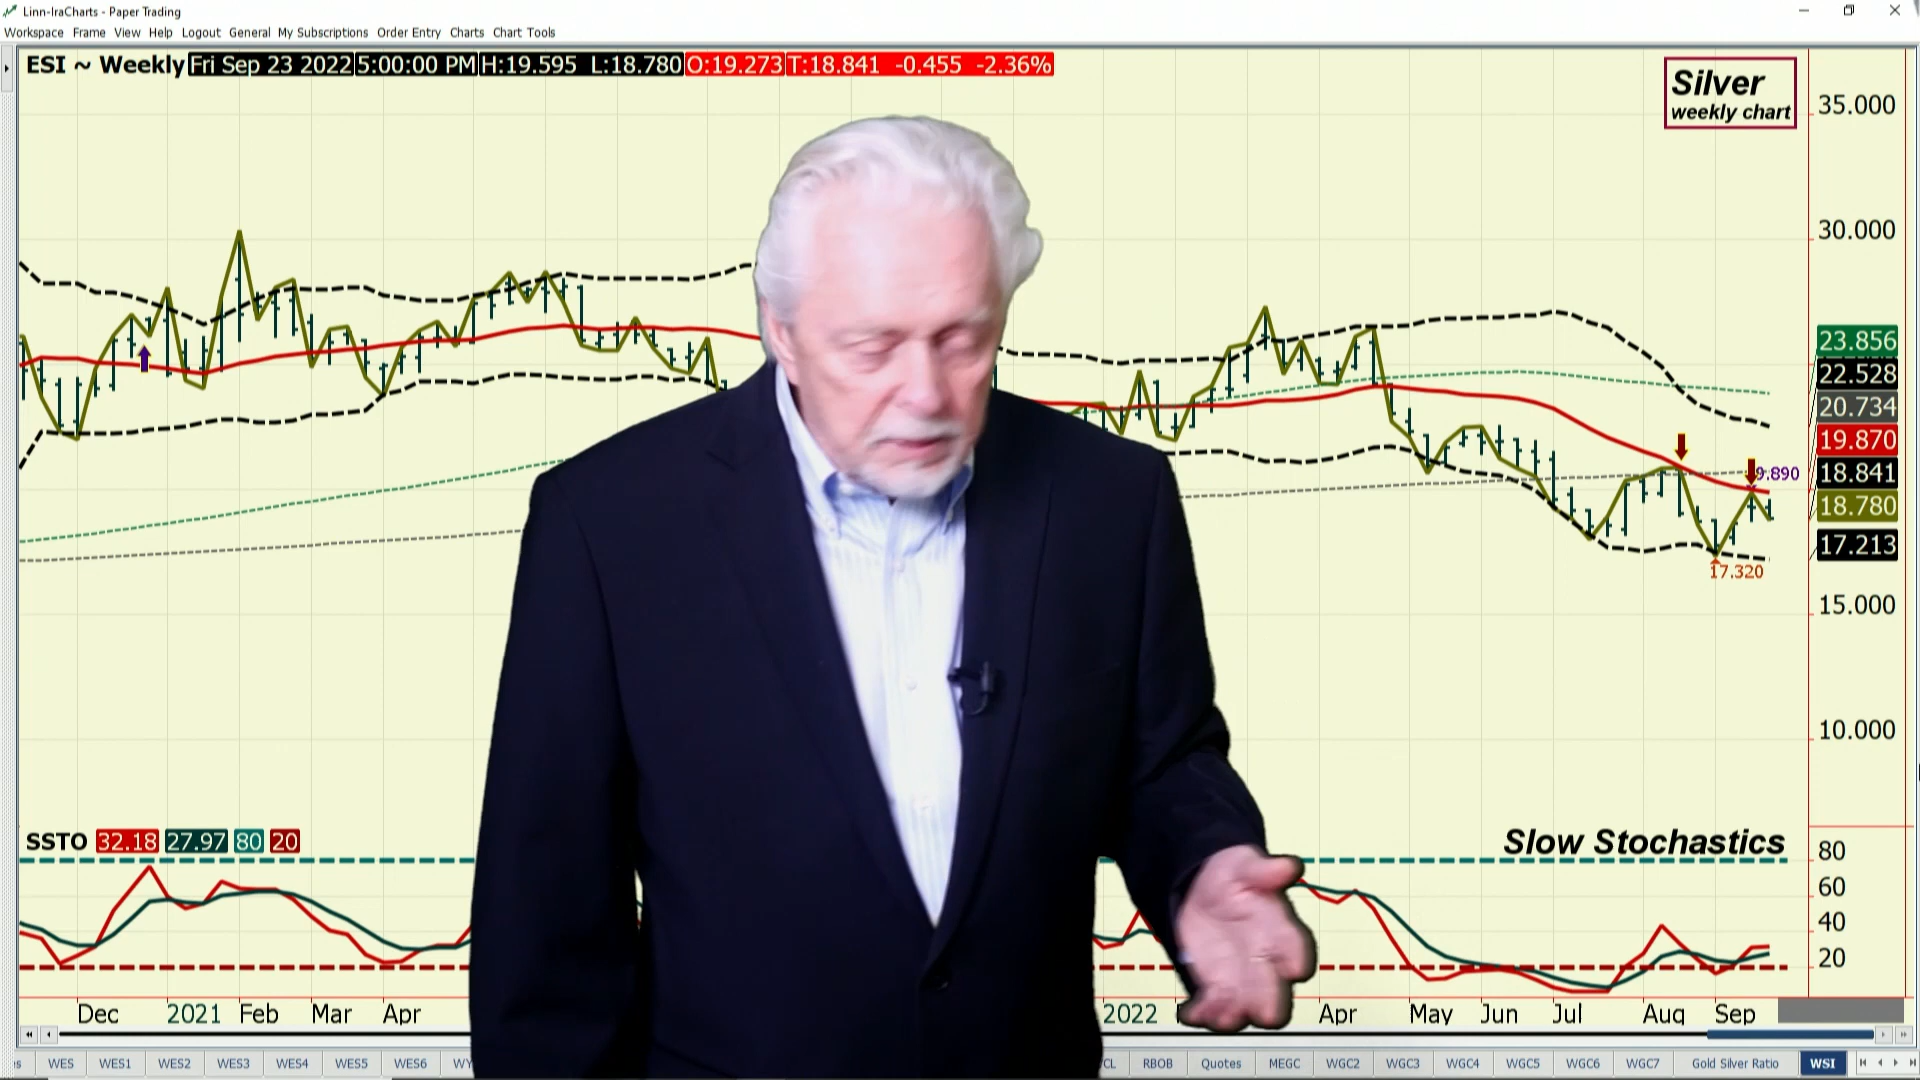 Linn-IraCharts - Paper Trading
Workspace Frame View Help Logout General My Subscriptions Order Entry Charts Chart Tools
ESI ~ Weekly Fri Sep 23 2022 5:00:00 PM H:19.595 L:18.780 O:19.273 T:18.841 -0.455 -2.36%
Silver
weekly chart
35.000
30.000
23.856
22.528
20.734
19.870
9.890
18.841
18.780
17.213
17.320
15.000
10.000
SSTO 32.18 27.97 80 20
Slow Stochastics
80
60
40
20
Dec 2021 Feb Mar Apr 2022 Apr May Jun Jul Aug Sep
WES WES1 WES2 WES3 WES4 WES5 WES6 WY CL RBOB Quotes MEGC WGC2 WGC3 WGC4 WGC5 WGC6 WGC7 Gold Silver Ratio WSI